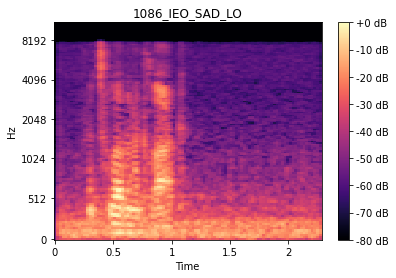 1086_IEO_SAD_LO
+0 dB
8192
-10 dB
4096
-20 dB
-30 dB
2048
Hz
-40 dB
1024
-50 dB
512
-60 dB
-70 dB
0
-80 dB
0 0.5 1 1.5 2
Time